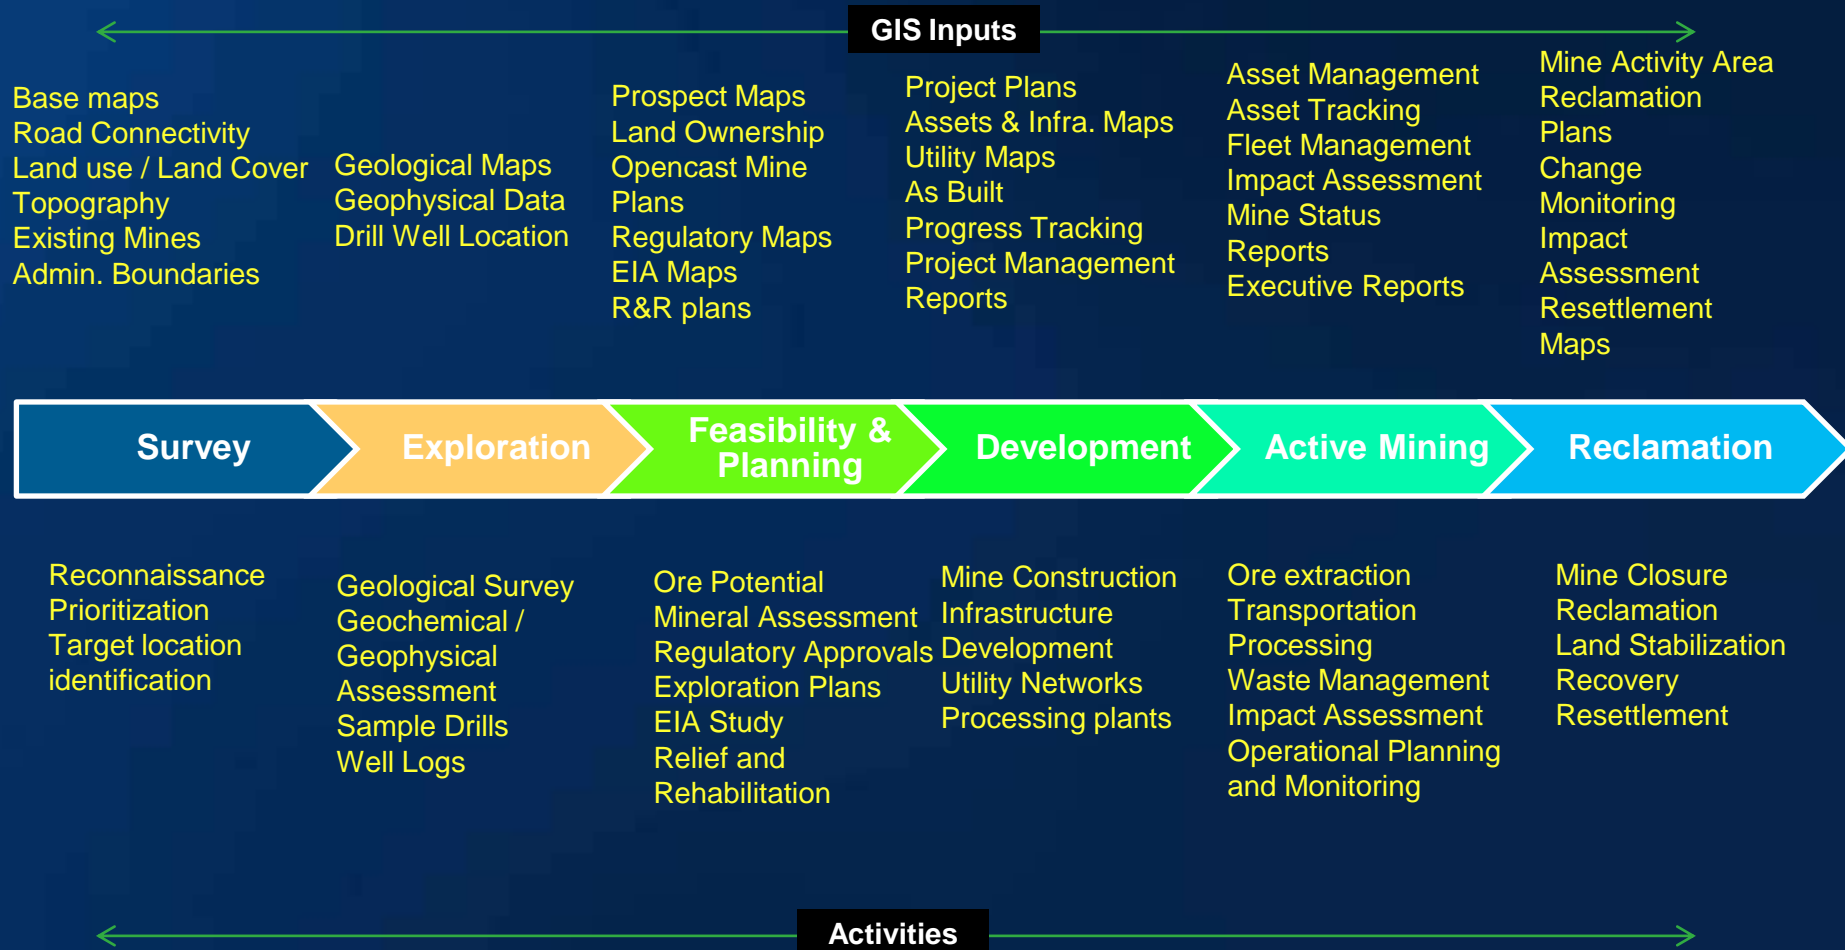 GIS Inputs
Base maps
Road Connectivity
Land use / Land Cover
Topography
Existing Mines
Admin. Boundaries
Geological Maps
Geophysical Data
Drill Well Location
Prospect Maps
Land Ownership
Opencast Mine
Plans
Regulatory Maps
EIA Maps
R&R plans
Project Plans
Assets & Infra. Maps
Utility Maps
As Built
Progress Tracking
Project Management
Reports
Asset Management
Asset Tracking
Fleet Management
Impact Assessment
Mine Status
Reports
Executive Reports
Mine Activity Area
Reclamation
Plans
Change
Monitoring
Impact
Assessment
Resettlement
Maps
Survey
Exploration
Feasibility &
Planning
Development
Active Mining
Reclamation
Reconnaissance
Prioritization
Target location
identification
Geological Survey
Geochemical /
Geophysical
Assessment
Sample Drills
Well Logs
Ore Potential
Mineral Assessment
Regulatory Approvals
Exploration Plans
EIA Study
Relief and
Rehabilitation
Mine Construction
Infrastructure
Development
Utility Networks
Processing plants
Ore extraction
Transportation
Processing
Waste Management
Impact Assessment
Operational Planning
and Monitoring
Mine Closure
Reclamation
Land Stabilization
Recovery
Resettlement
Activities